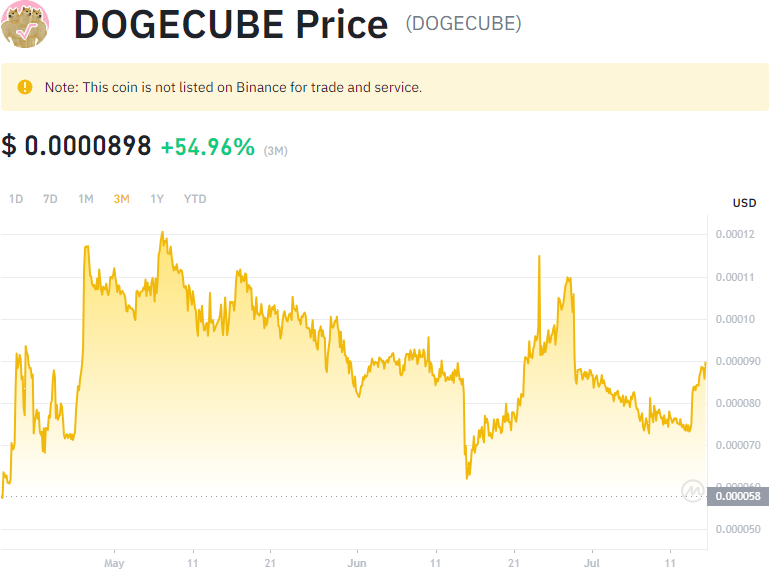 DOGECUBE Price (DOGECUBE)
Note: This coin is not listed on Binance for trade and service.
$ 0.0000898 +54.96% (3M)
1D 7D 1M 3M 1Y YTD
USD
0.00012
0.00011
0.00010
0.000090
0.000080
0.000070
0.000060
0.000058
0.000050
May 11 21 Jun 11 21 Jul 11